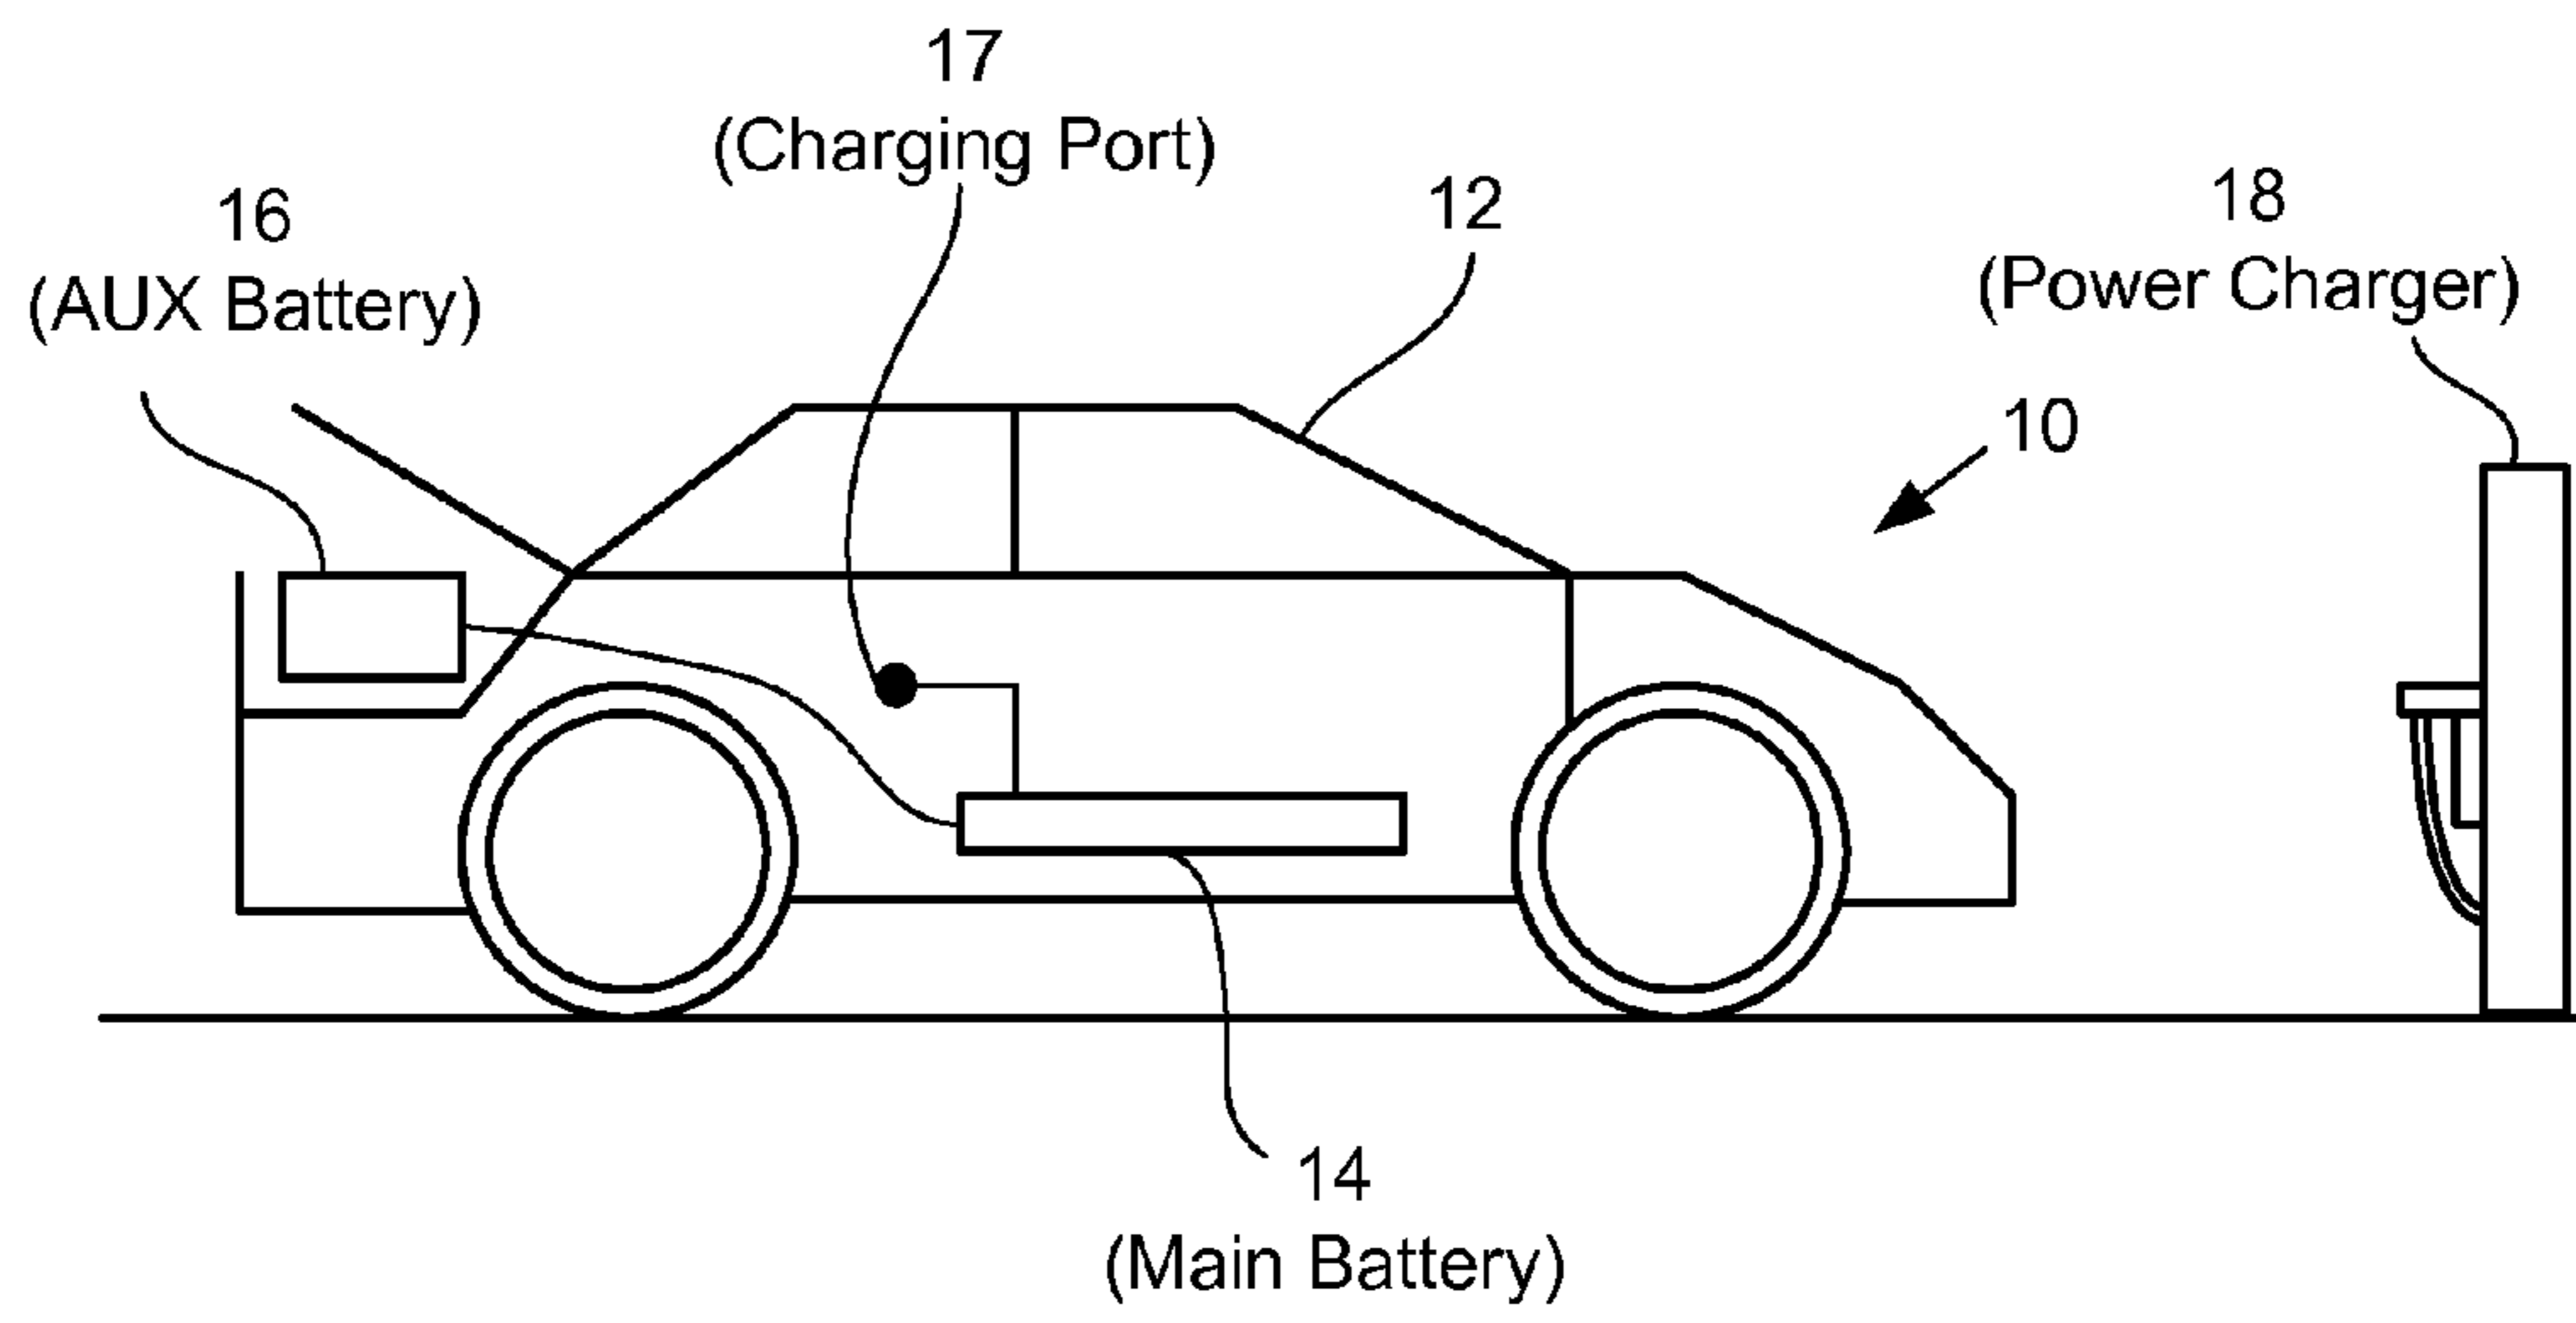 17
(Charging Port)
16
(AUX Battery)
12
18
(Power Charger)
10
14
(Main Battery)